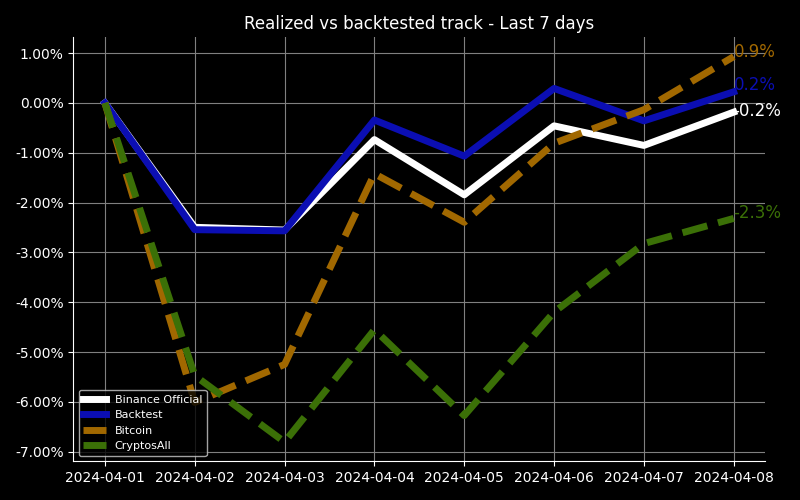 Realized vs backtested track - Last 7 days
1.00%
0.00%
-1.00%
-2.00%
-3.00%
-4.00%
-5.00%
-6.00%
-7.00%
0.9%
0.2%
-0.2%
-2.3%
Binance Official
Backtest
Bitcoin
CryptosAll
2024-04-01 2024-04-02 2024-04-03 2024-04-04 2024-04-05 2024-04-06 2024-04-07 2024-04-08